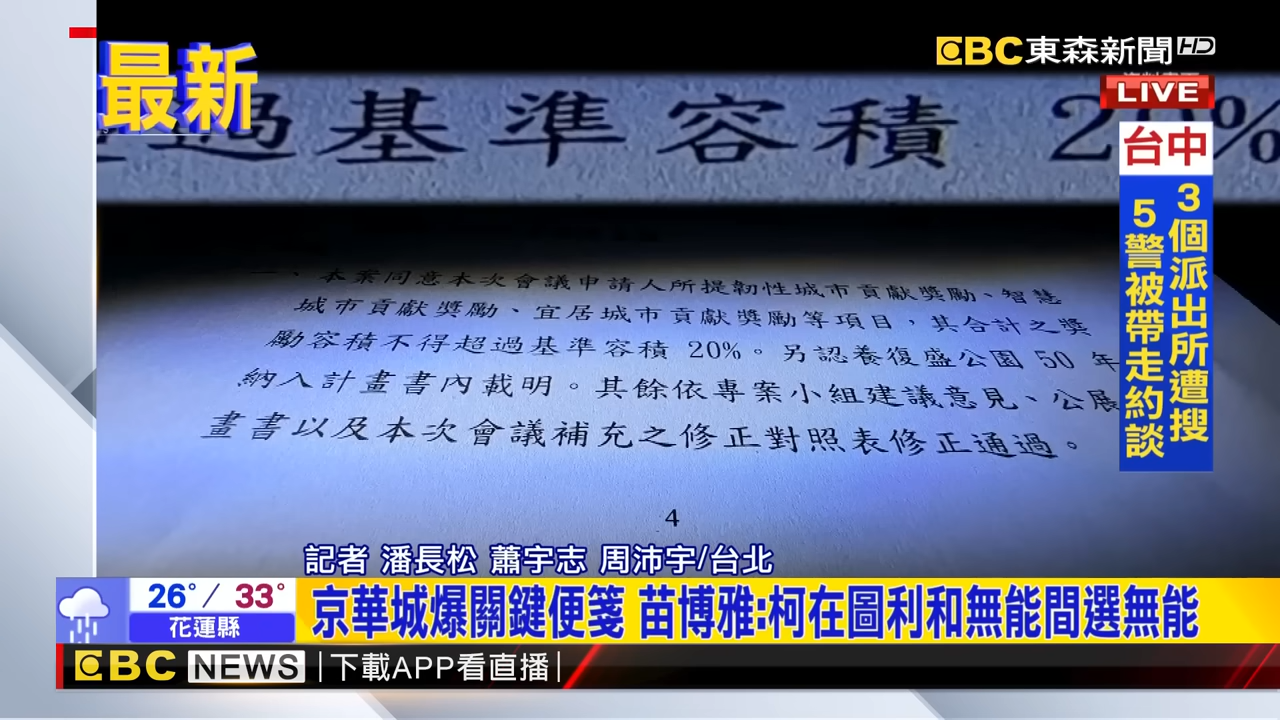 最新
EBC 東森新聞 HD
LIVE
過基準容積 20%
台中
3個派出所遭搜
5警被帶走約談
一、本案同意本次會議申請人所提韌性城市貢獻獎勵、智慧
城市貢獻獎勵、宜居城市貢獻獎勵等項目，其合計之獎
勵容積不得超過基準容積 20%。另認養復盛公園 50 年
納入計畫書內載明。其餘依專案小組建議意見、公展
畫書以及本次會議補充之修正對照表修正通過。
4
記者 潘長松 蕭宇志 周沛宇/台北
26°/ 33°
花蓮縣
京華城爆關鍵便箋 苗博雅:柯在圖利和無能間選無能
EBC NEWS |下載APP看直播|